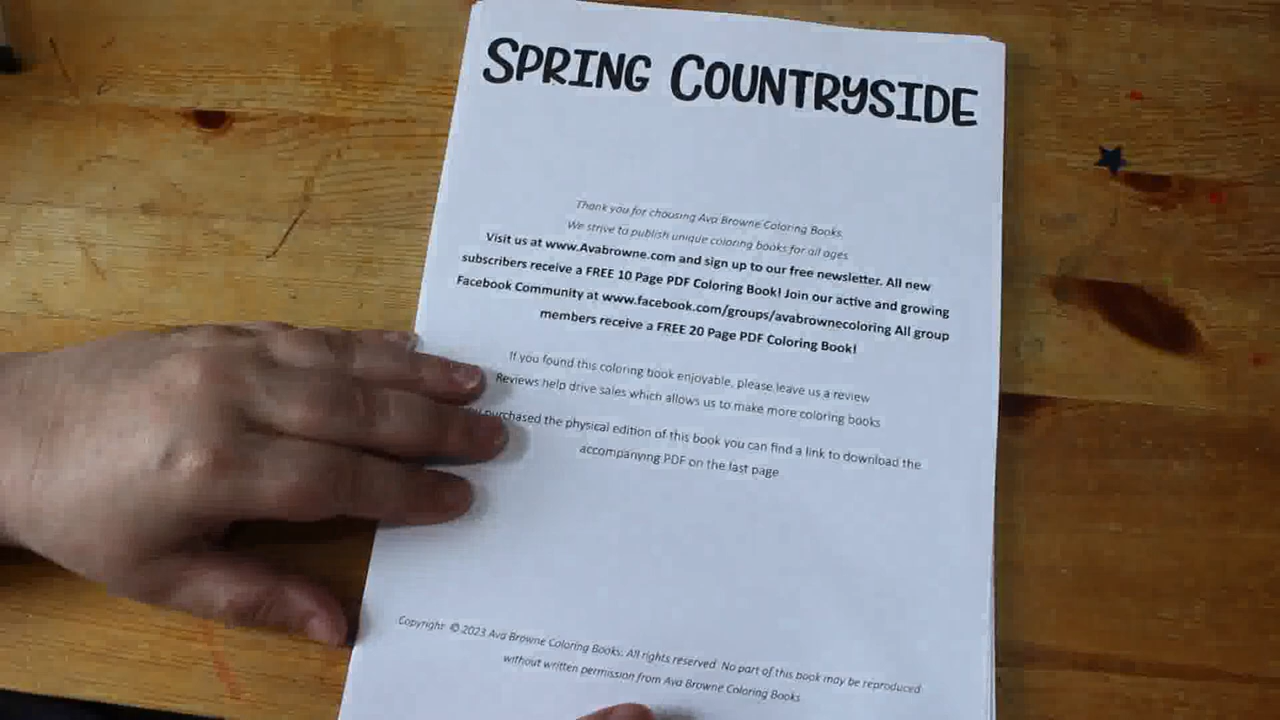 SPRING COUNTRYSIDE
Thank you for choosing Ava Browne Coloring Books.
We strive to publish unique coloring books for all ages
Visit us at www.Avabrowne.com and sign up to our free newsletter. All new
subscribers receive a FREE 10 Page PDF Coloring Book! Join our active and growing
Facebook Community at www.facebook.com/groups/avabrownecoloring All group
members receive a FREE 20 Page PDF Coloring Book!
If you found this coloring book enjoyable, please leave us a review
Reviews help drive sales which allows us to make more coloring books
purchased the physical edition of this book you can find a link to download the
accompanying PDF on the last page
Copyright: © 2023 Ava Browne Coloring Books. All rights reserved. No part of this book may be reproduced
without written permission from Ava Browne Coloring Books